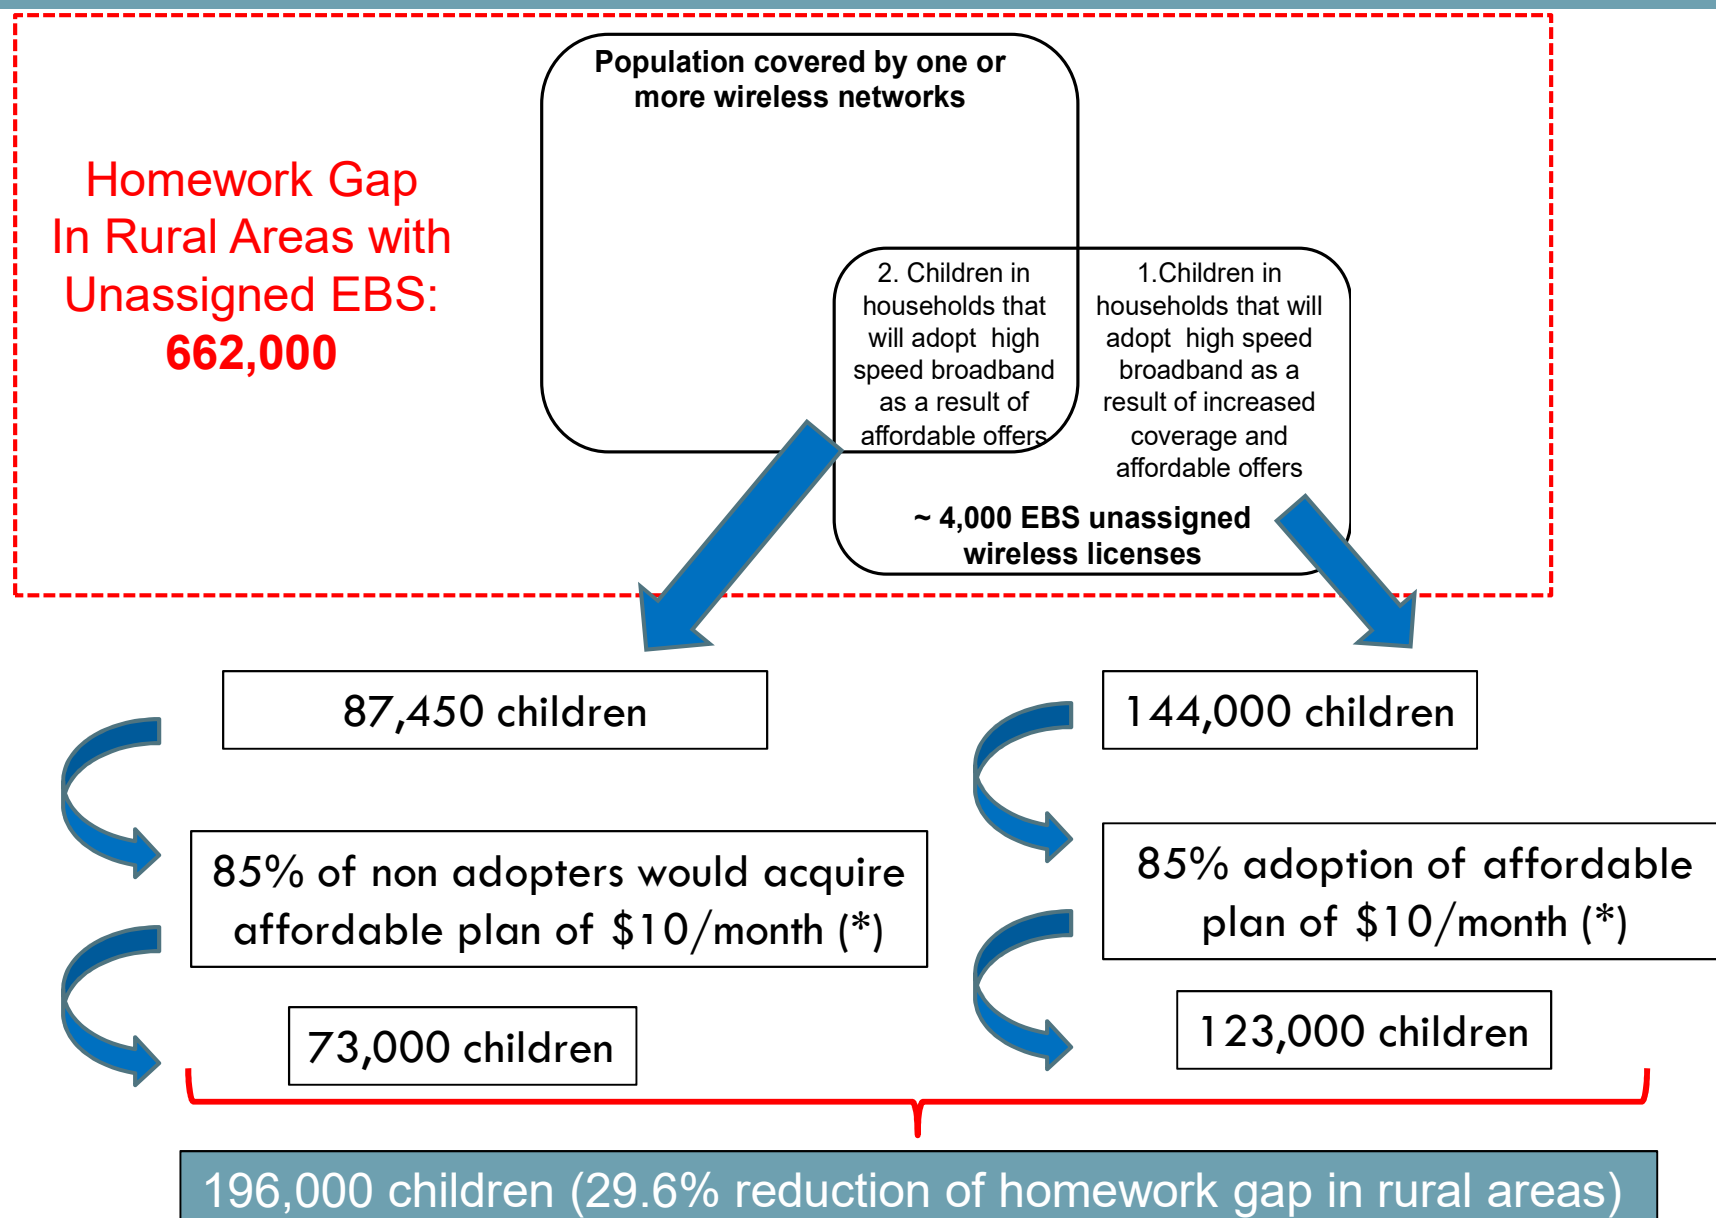 Population covered by one or
more wireless networks
Homework Gap
In Rural Areas with
Unassigned EBS:
662,000
2. Children in
households that
will adopt high
speed broadband
as a result of
affordable offers
1.Children in
households that will
adopt high speed
broadband as a
result of increased
coverage and
affordable offers
~ 4,000 EBS unassigned
wireless licenses
87,450 children
144,000 children
85% of non adopters would acquire
affordable plan of $10/month (*)
85% adoption of affordable
plan of $10/month (*)
73,000 children
123,000 children
196,000 children (29.6% reduction of homework gap in rural areas)